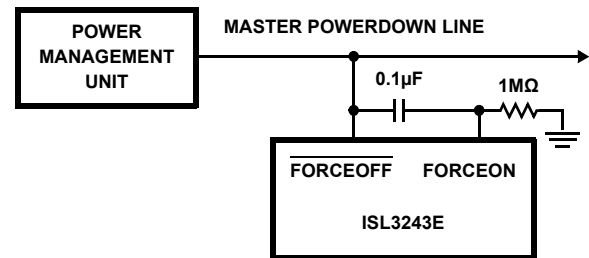 POWER
MANAGEMENT
UNIT
MASTER POWERDOWN LINE
0.1µF
1MΩ
FORCEOFF FORCEON
ISL3243E